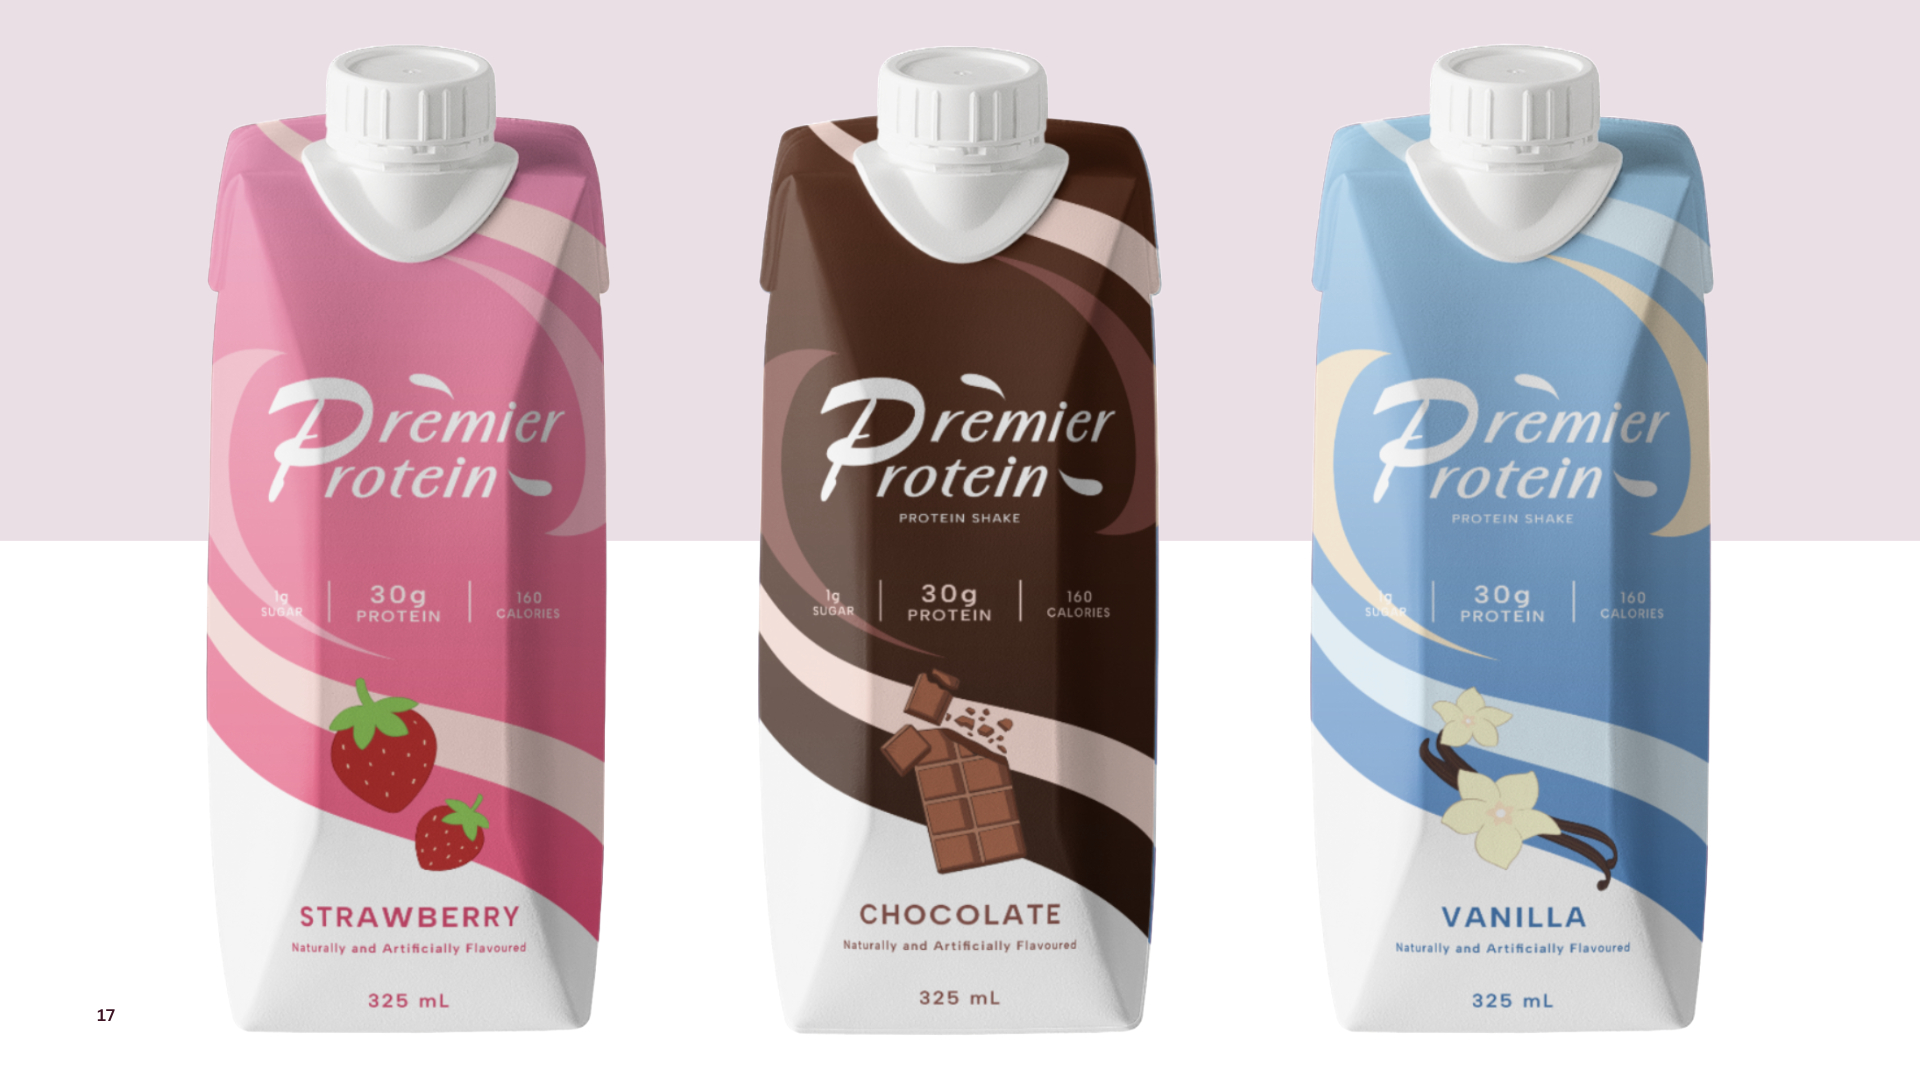 Premier
Protein
1g
SUGAR
30g
PROTEIN
160
CALORIES
STRAWBERRY
Naturally and Artificially Flavoured
325 mL
Premier
Protein
PROTEIN SHAKE
1g
SUGAR
30g
PROTEIN
160
CALORIES
CHOCOLATE
Naturally and Artificially Flavoured
325 mL
Premier
Protein
PROTEIN SHAKE
1g
SUGAR
30g
PROTEIN
160
CALORIES
VANILLA
Naturally and Artificially Flavoured
325 mL
17